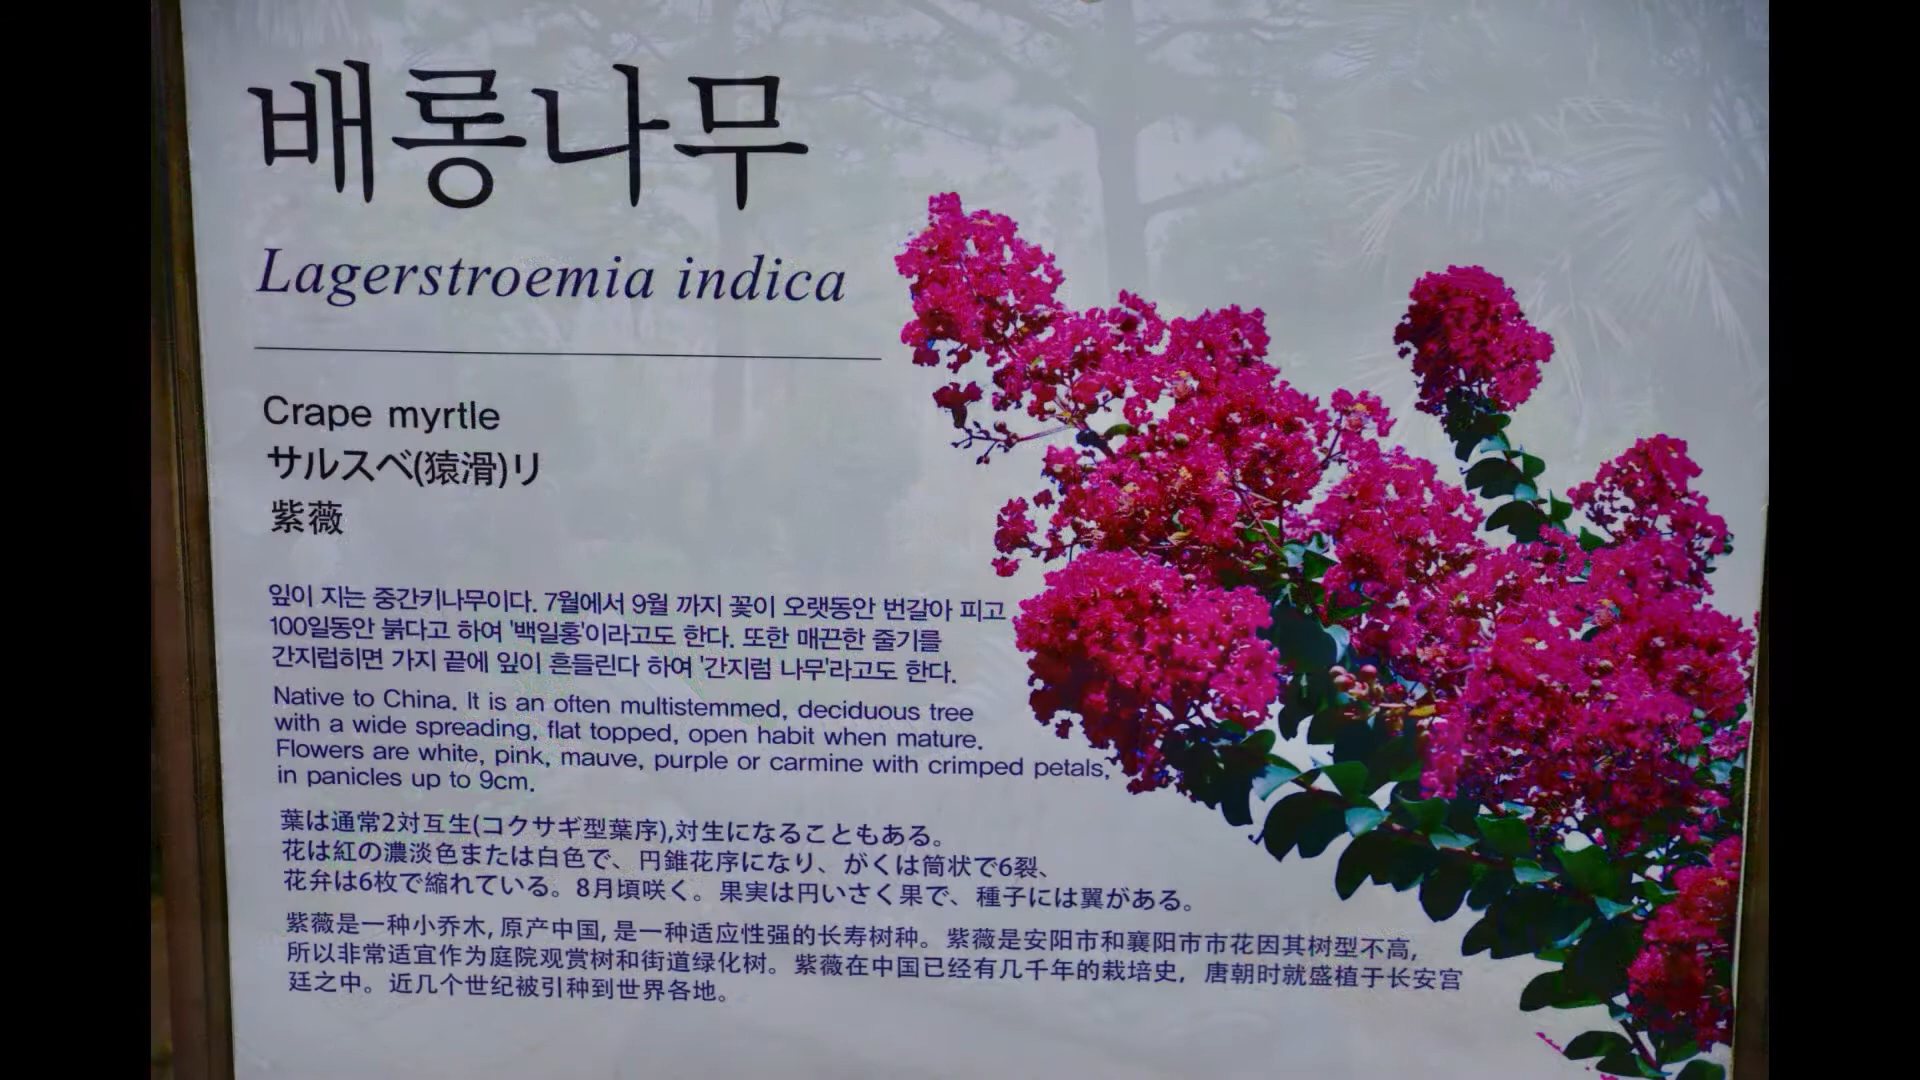 배롱나무
Lagerstroemia indica
Crape myrtle
サルスベ(猿滑)リ
紫薇
잎이 지는 중간키나무이다. 7월에서 9월 까지 꽃이 오랫동안 번갈아 피고
100일동안 붉다고 하여 '백일홍'이라고도 한다. 또한 매끈한 줄기를
간지럽히면 가지 끝에 잎이 흔들린다 하여 '간지럼 나무'라고도 한다.
Native to China. It is an often multistemmed, deciduous tree
with a wide spreading, flat topped, open habit when mature.
Flowers are white, pink, mauve, purple or carmine with crimped petals,
in panicles up to 9cm.
葉は通常2対互生(コクサギ型葉序),対生になることもある。
花は紅の濃淡色または白色で、円錐花序になり、がくは筒状で6裂、
花弁は6枚で縮れている。8月頃咲く。果実は円いさく果で、種子には翼がある。
紫薇是一种小乔木, 原产中国, 是一种适应性强的长寿树种。紫薇是安阳市和襄阳市市花因其树型不高,
所以非常适宜作为庭院观赏树和街道绿化树。紫薇在中国已经有几千年的栽培史, 唐朝时就盛植于长安宫
廷之中。近几个世纪被引种到世界各地。